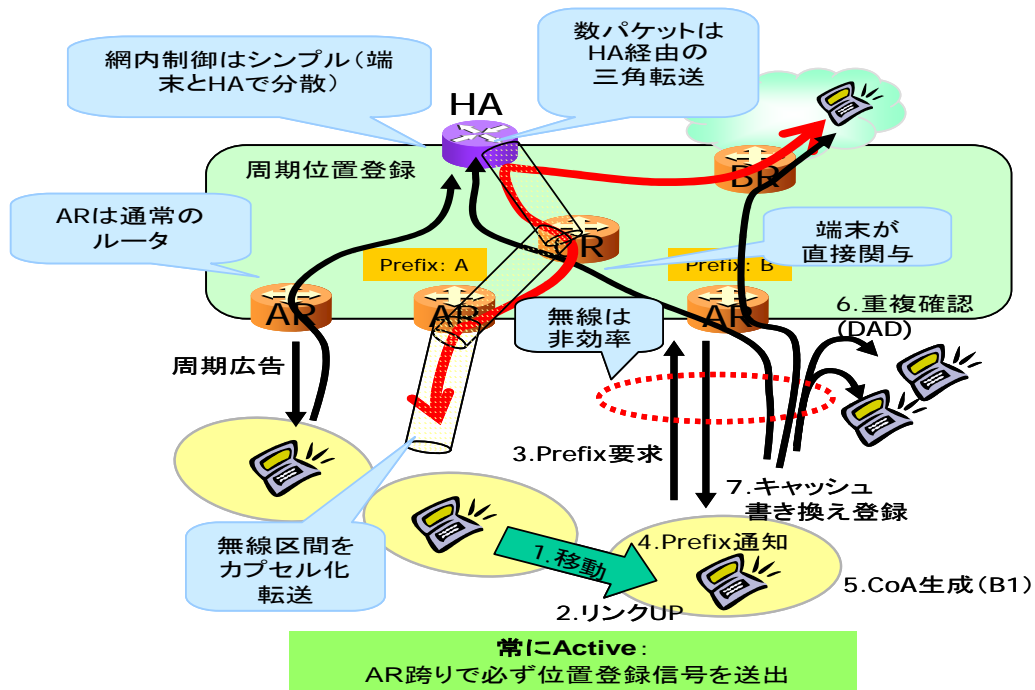 網内制御はシンプル（端
末とHAで分散）
数パケットは
HA経由の
三角転送
HA
周期位置登録
BR
ARは通常の
ルータ
端末が
直接関与
Prefix: A
Prefix: B
AR
AR
AR
無線は
非効率
6.重複確認
(DAD)
周期広告
3.Prefix要求
7.キャッシュ
書き換え登録
無線区間を
カプセル化
転送
1.移動
4.Prefix通知
2.リンクUP
5.CoA生成（B1）
常にActive：
AR跨りで必ず位置登録信号を送出